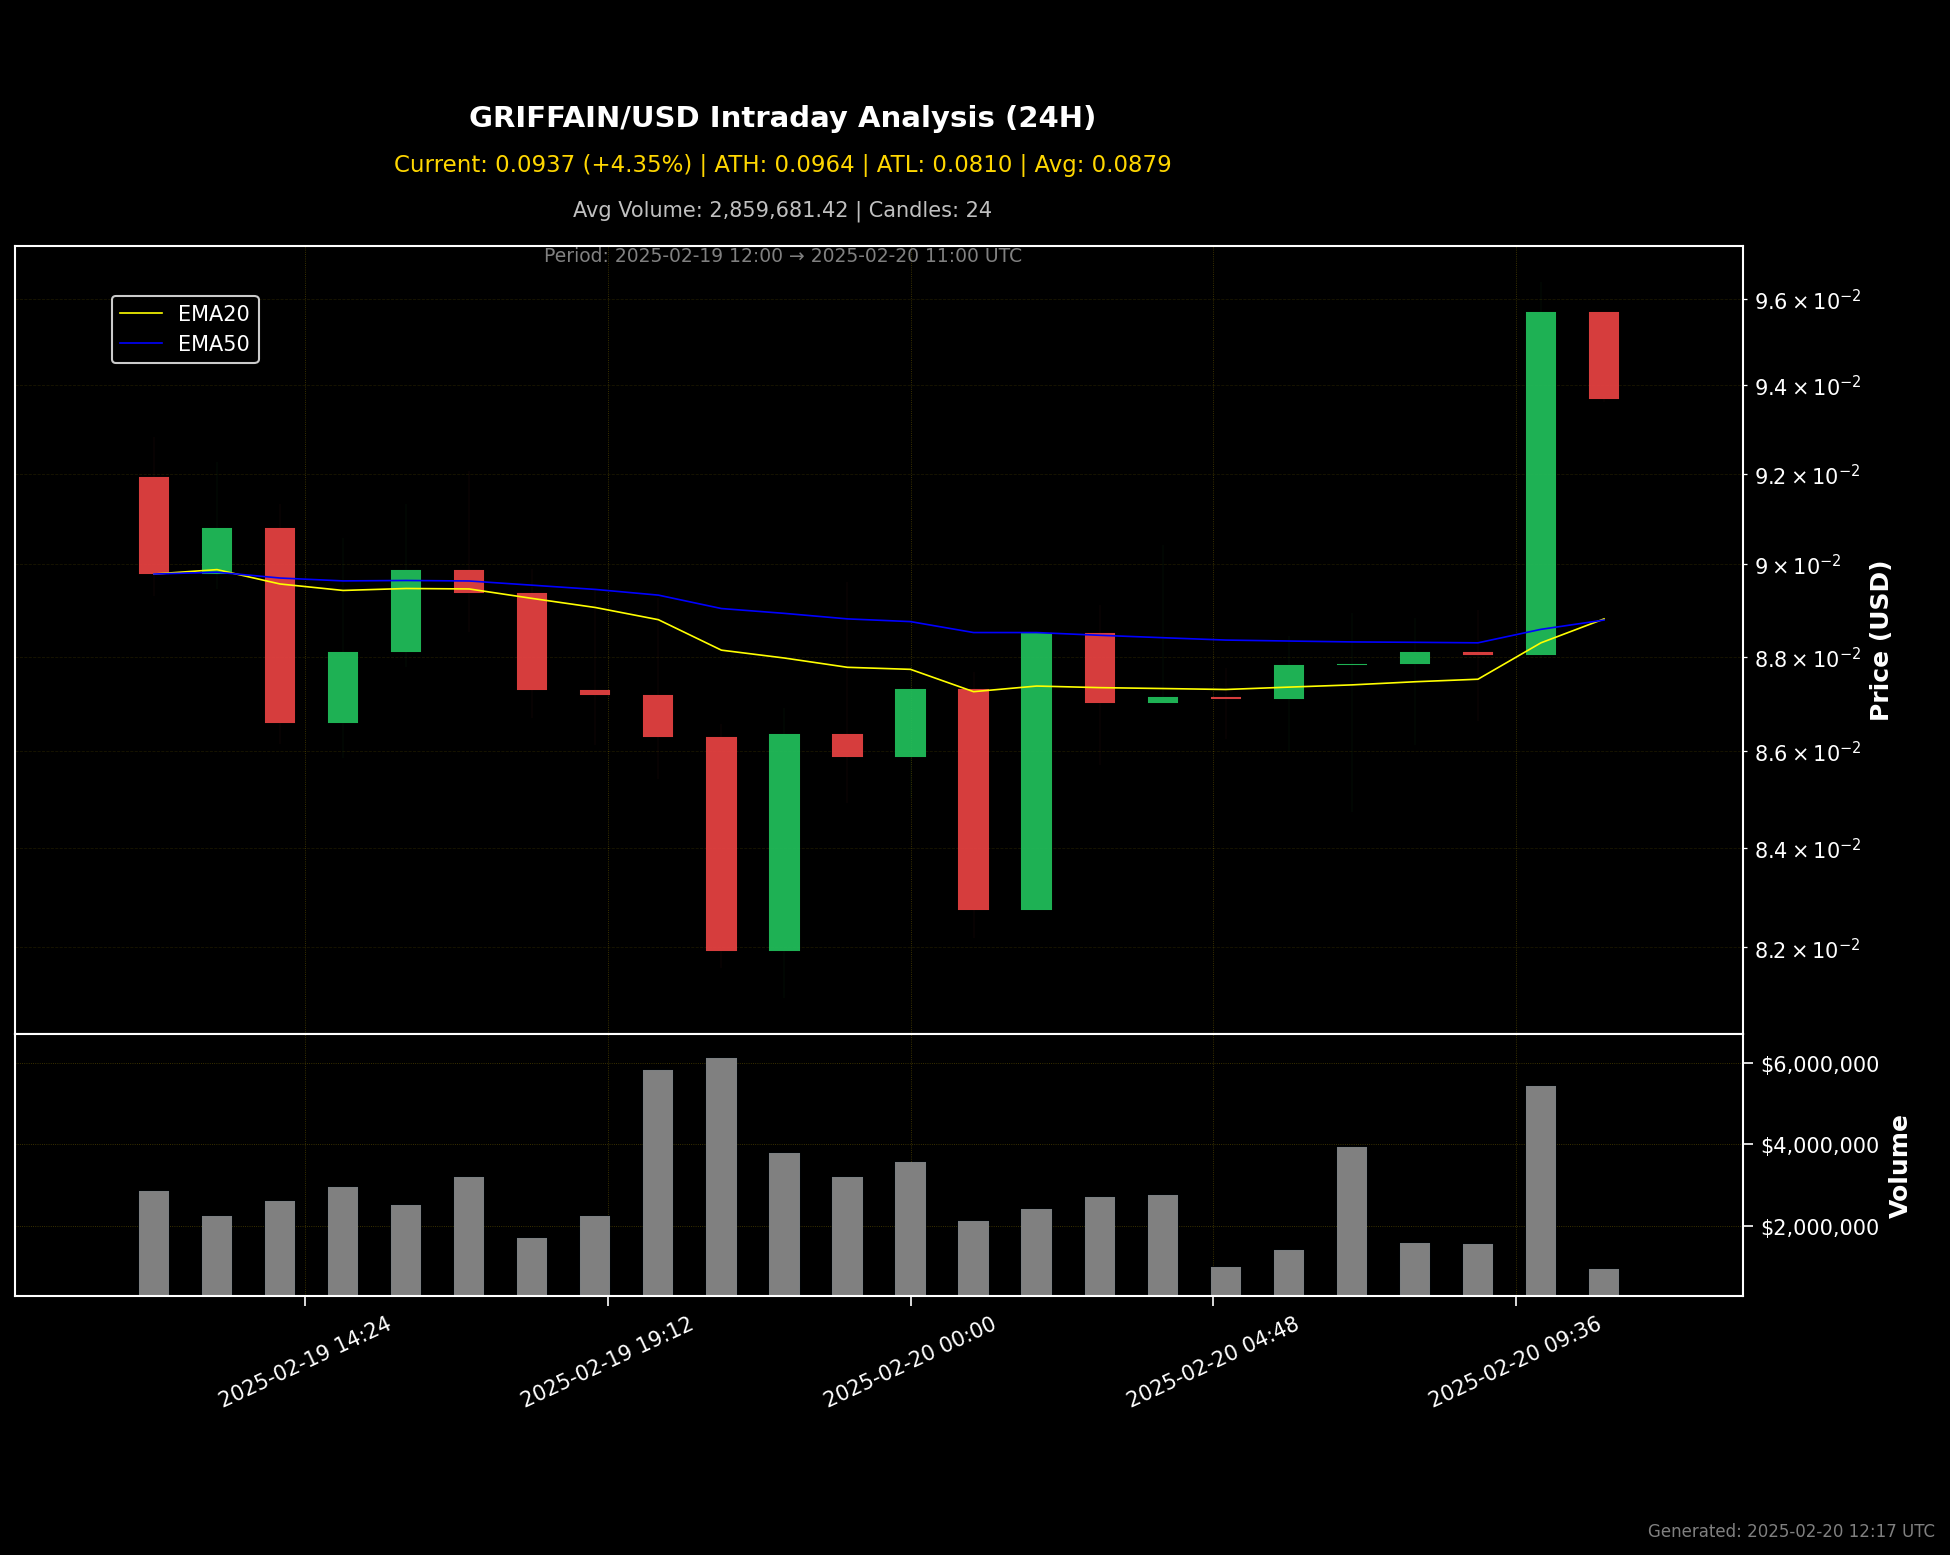 GRIFFAIN/USD Intraday Analysis (24H)
Current: 0.0937 (+4.35%) | ATH: 0.0964 | ATL: 0.0810 | Avg: 0.0879
Avg Volume: 2,859,681.42 | Candles: 24
Period: 2025-02-19 12:00 → 2025-02-20 11:00 UTC
EMA20
EMA50
9.6 × 10⁻²
9.4 × 10⁻²
9.2 × 10⁻²
9 × 10⁻²
8.8 × 10⁻²
8.6 × 10⁻²
8.4 × 10⁻²
8.2 × 10⁻²
Price (USD)
$6,000,000
$4,000,000
$2,000,000
Volume
2025-02-19 14:24
2025-02-19 19:12
2025-02-20 00:00
2025-02-20 04:48
2025-02-20 09:36
Generated: 2025-02-20 12:17 UTC